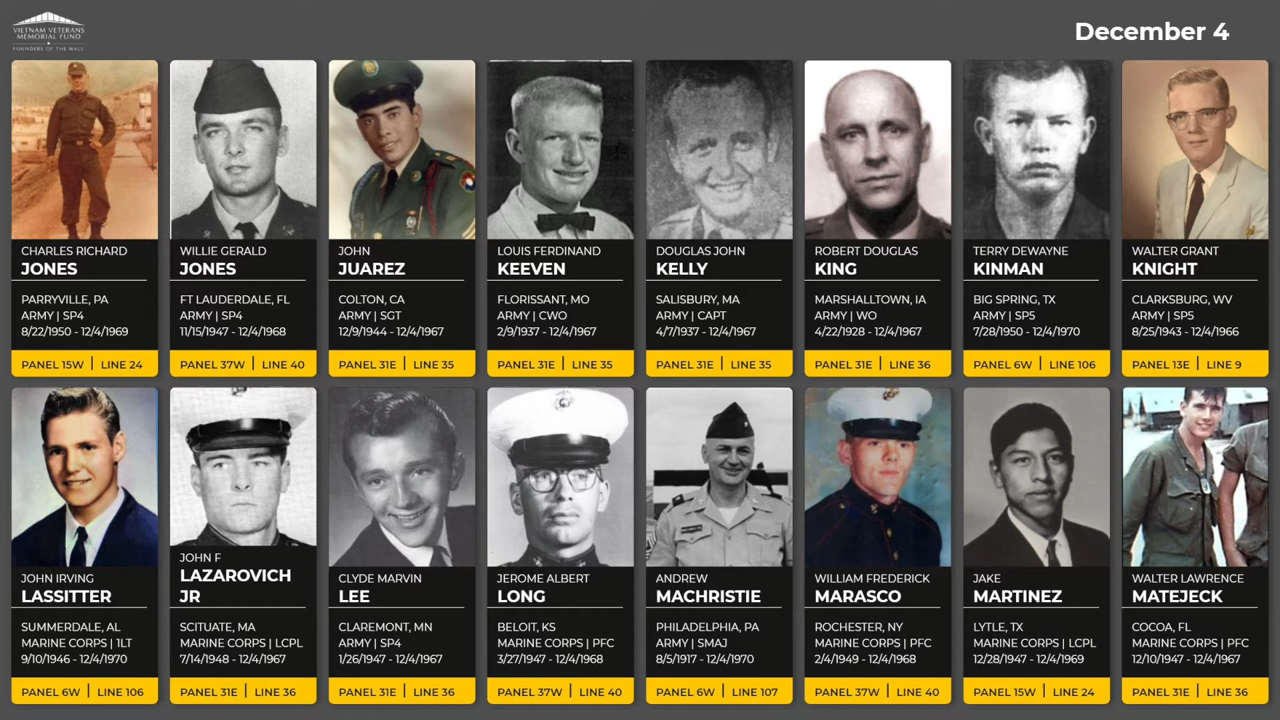 VIETNAM VETERANS
MEMORIAL FUND
FOUNDERS OF THE WALL
December 4
CHARLES RICHARD
JONES
PARRYVILLE, PA
ARMY | SP4
8/22/1950 - 12/4/1969
PANEL 15W | LINE 24
WILLIE GERALD
JONES
FT LAUDERDALE, FL
ARMY | SP4
11/15/1947 - 12/4/1968
PANEL 37W | LINE 40
JOHN
JUAREZ
COLTON, CA
ARMY | SGT
12/9/1944 - 12/4/1967
PANEL 31E | LINE 35
LOUIS FERDINAND
KEEVEN
FLORISSANT, MO
ARMY | CWO
2/9/1937 - 12/4/1967
PANEL 31E | LINE 35
DOUGLAS JOHN
KELLY
SALISBURY, MA
ARMY | CAPT
4/7/1937 - 12/4/1967
PANEL 31E | LINE 35
ROBERT DOUGLAS
KING
MARSHALLTOWN, IA
ARMY | WO
4/22/1928 - 12/4/1967
PANEL 31E | LINE 36
TERRY DEWAYNE
KINMAN
BIG SPRING, TX
ARMY | SP5
7/28/1950 - 12/4/1970
PANEL 6W | LINE 106
WALTER GRANT
KNIGHT
CLARKSBURG, WV
ARMY | SP5
8/25/1943 - 12/4/1966
PANEL 13E | LINE 9
JOHN IRVING
LASSITTER
SUMMERDALE, AL
MARINE CORPS | 1LT
9/10/1946 - 12/4/1970
PANEL 6W | LINE 106
JOHN F
LAZAROVICH
JR
SCITUATE, MA
MARINE CORPS | LCPL
7/14/1948 - 12/4/1967
PANEL 31E | LINE 36
CLYDE MARVIN
LEE
CLAREMONT, MN
ARMY | SP4
1/26/1947 - 12/4/1967
PANEL 31E | LINE 36
JEROME ALBERT
LONG
BELOIT, KS
MARINE CORPS | PFC
3/27/1947 - 12/4/1968
PANEL 37W | LINE 40
ANDREW
MACHRISTIE
PHILADELPHIA, PA
ARMY | SMAJ
8/5/1917 - 12/4/1970
PANEL 6W | LINE 107
WILLIAM FREDERICK
MARASCO
ROCHESTER, NY
MARINE CORPS | PFC
2/4/1949 - 12/4/1968
PANEL 37W | LINE 40
JAKE
MARTINEZ
LYTLE, TX
MARINE CORPS | LCPL
12/28/1947 - 12/4/1969
PANEL 15W | LINE 24
WALTER LAWRENCE
MATEJECK
COCOA, FL
MARINE CORPS | PFC
12/10/1947 - 12/4/1967
PANEL 31E | LINE 36